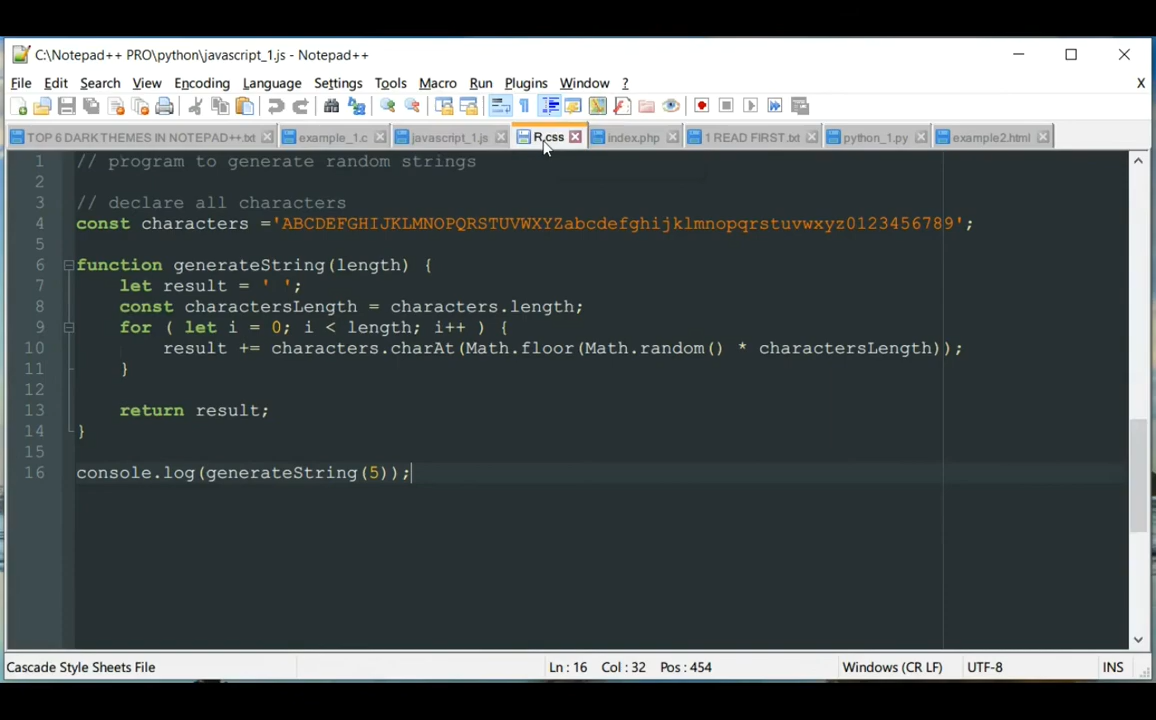 C:\Notepad++ PRO\python\javascript_1.js - Notepad++
File Edit Search View Encoding Language Settings Tools Macro Run Plugins Window ? X
TOP 6 DARK THEMES IN NOTEPAD++.txt example_1.c javascript_1.js R.css index.php 1 READ FIRST.txt python_1.py example2.html
1 // program to generate random strings
2
3 // declare all characters
4 const characters ='ABCDEFGHIJKLMNOPQRSTUVWXYZabcdefghijklmnopqrstuvwxyz0123456789';
5
6 function generateString(length) {
7 let result = ' ';
8 const charactersLength = characters.length;
9 for ( let i = 0; i < length; i++ ) {
10 result += characters.charAt(Math.floor(Math.random() * charactersLength));
11 }
12
13 return result;
14 }
15
16 console.log(generateString(5));
Cascade Style Sheets File Ln : 16 Col : 32 Pos : 454 Windows (CR LF) UTF-8 INS